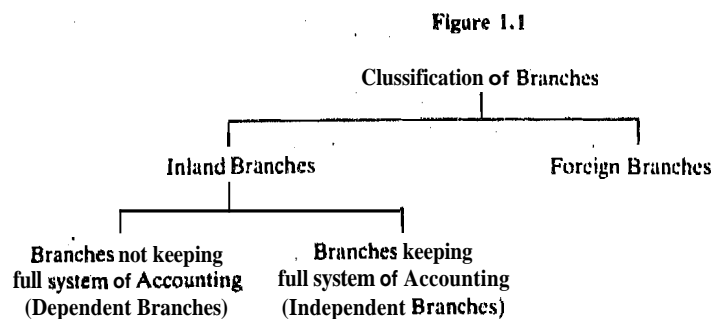 Figure 1.1
Clussification of Branches
Inland Branches
Foreign Branches
Branches not keeping
full system of Accounting
(Dependent Branches)
Branches keeping
full system of Accounting
(Independent Branches)